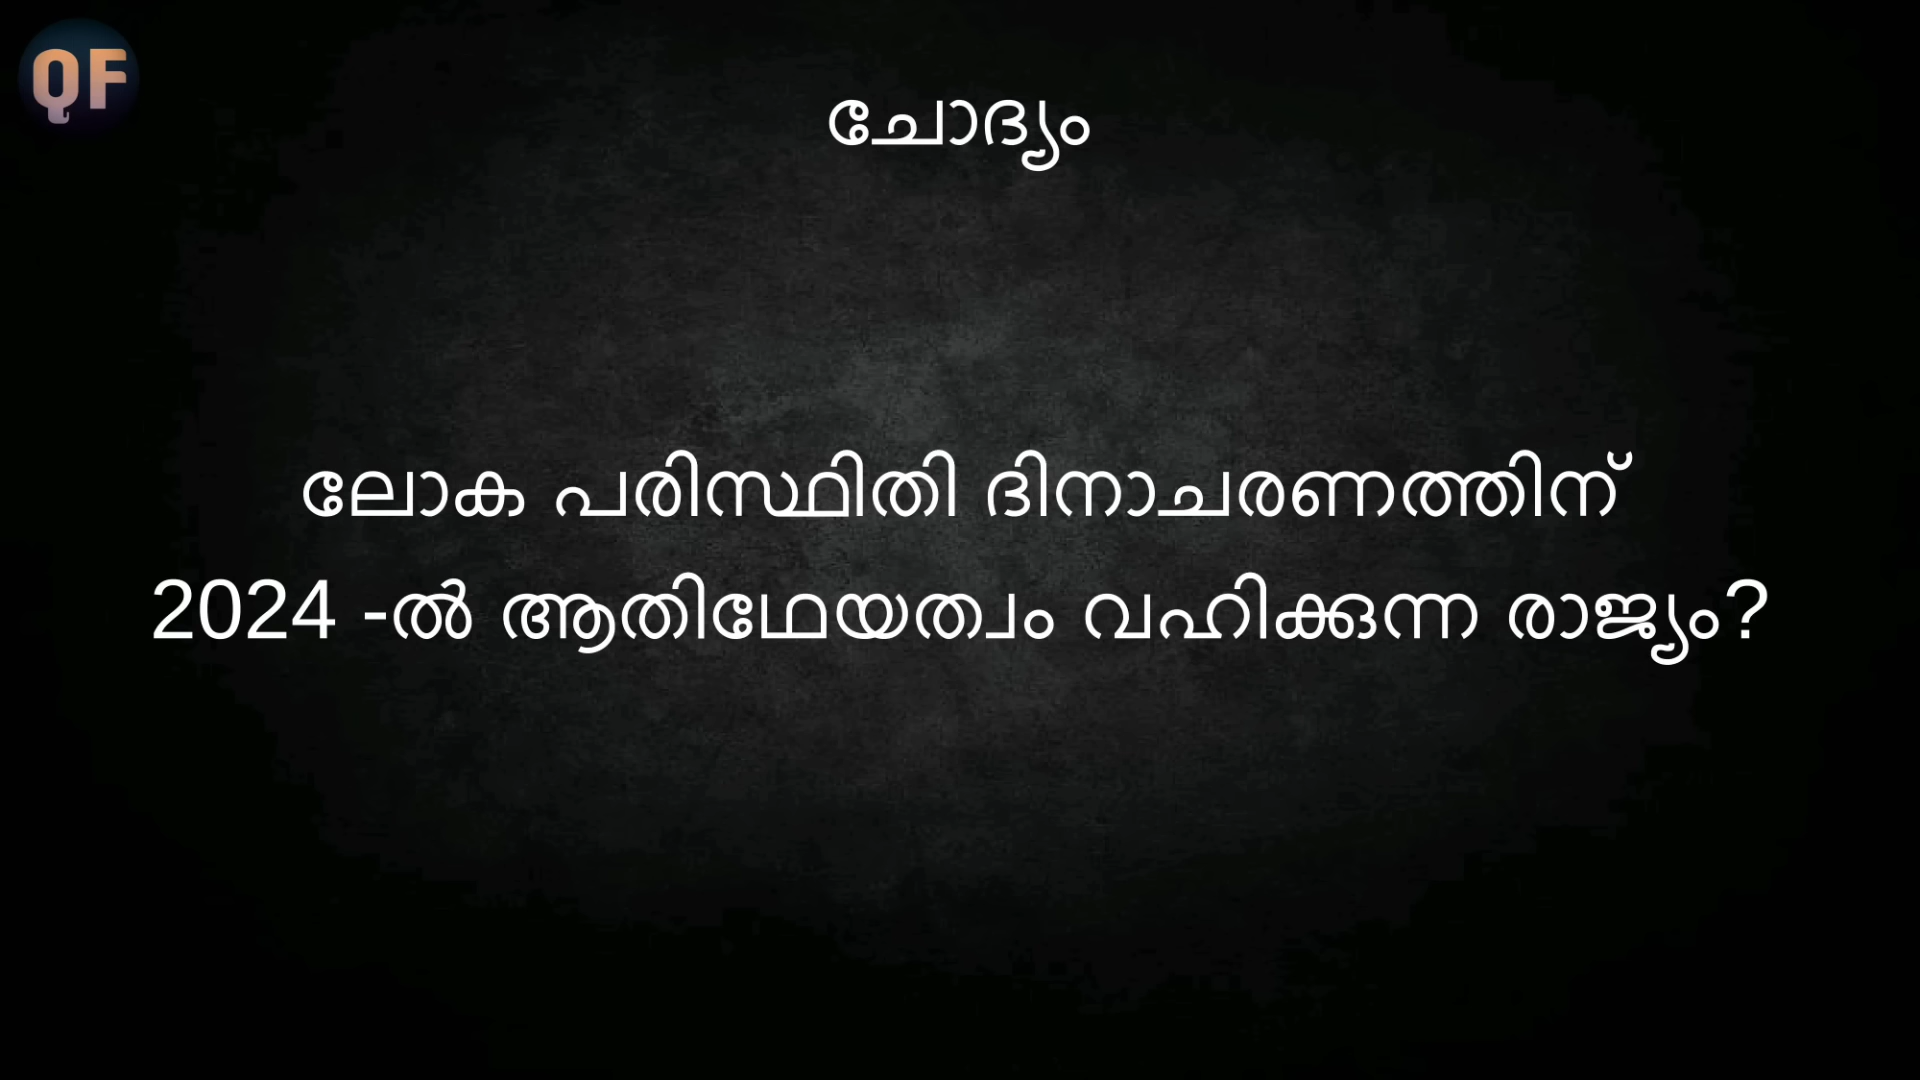 QF
ചോദ്യം
ലോക പരിസ്ഥിതി ദിനാചരണത്തിന്
2024 -ൽ ആതിഥേയത്വം വഹിക്കുന്ന രാജ്യം?